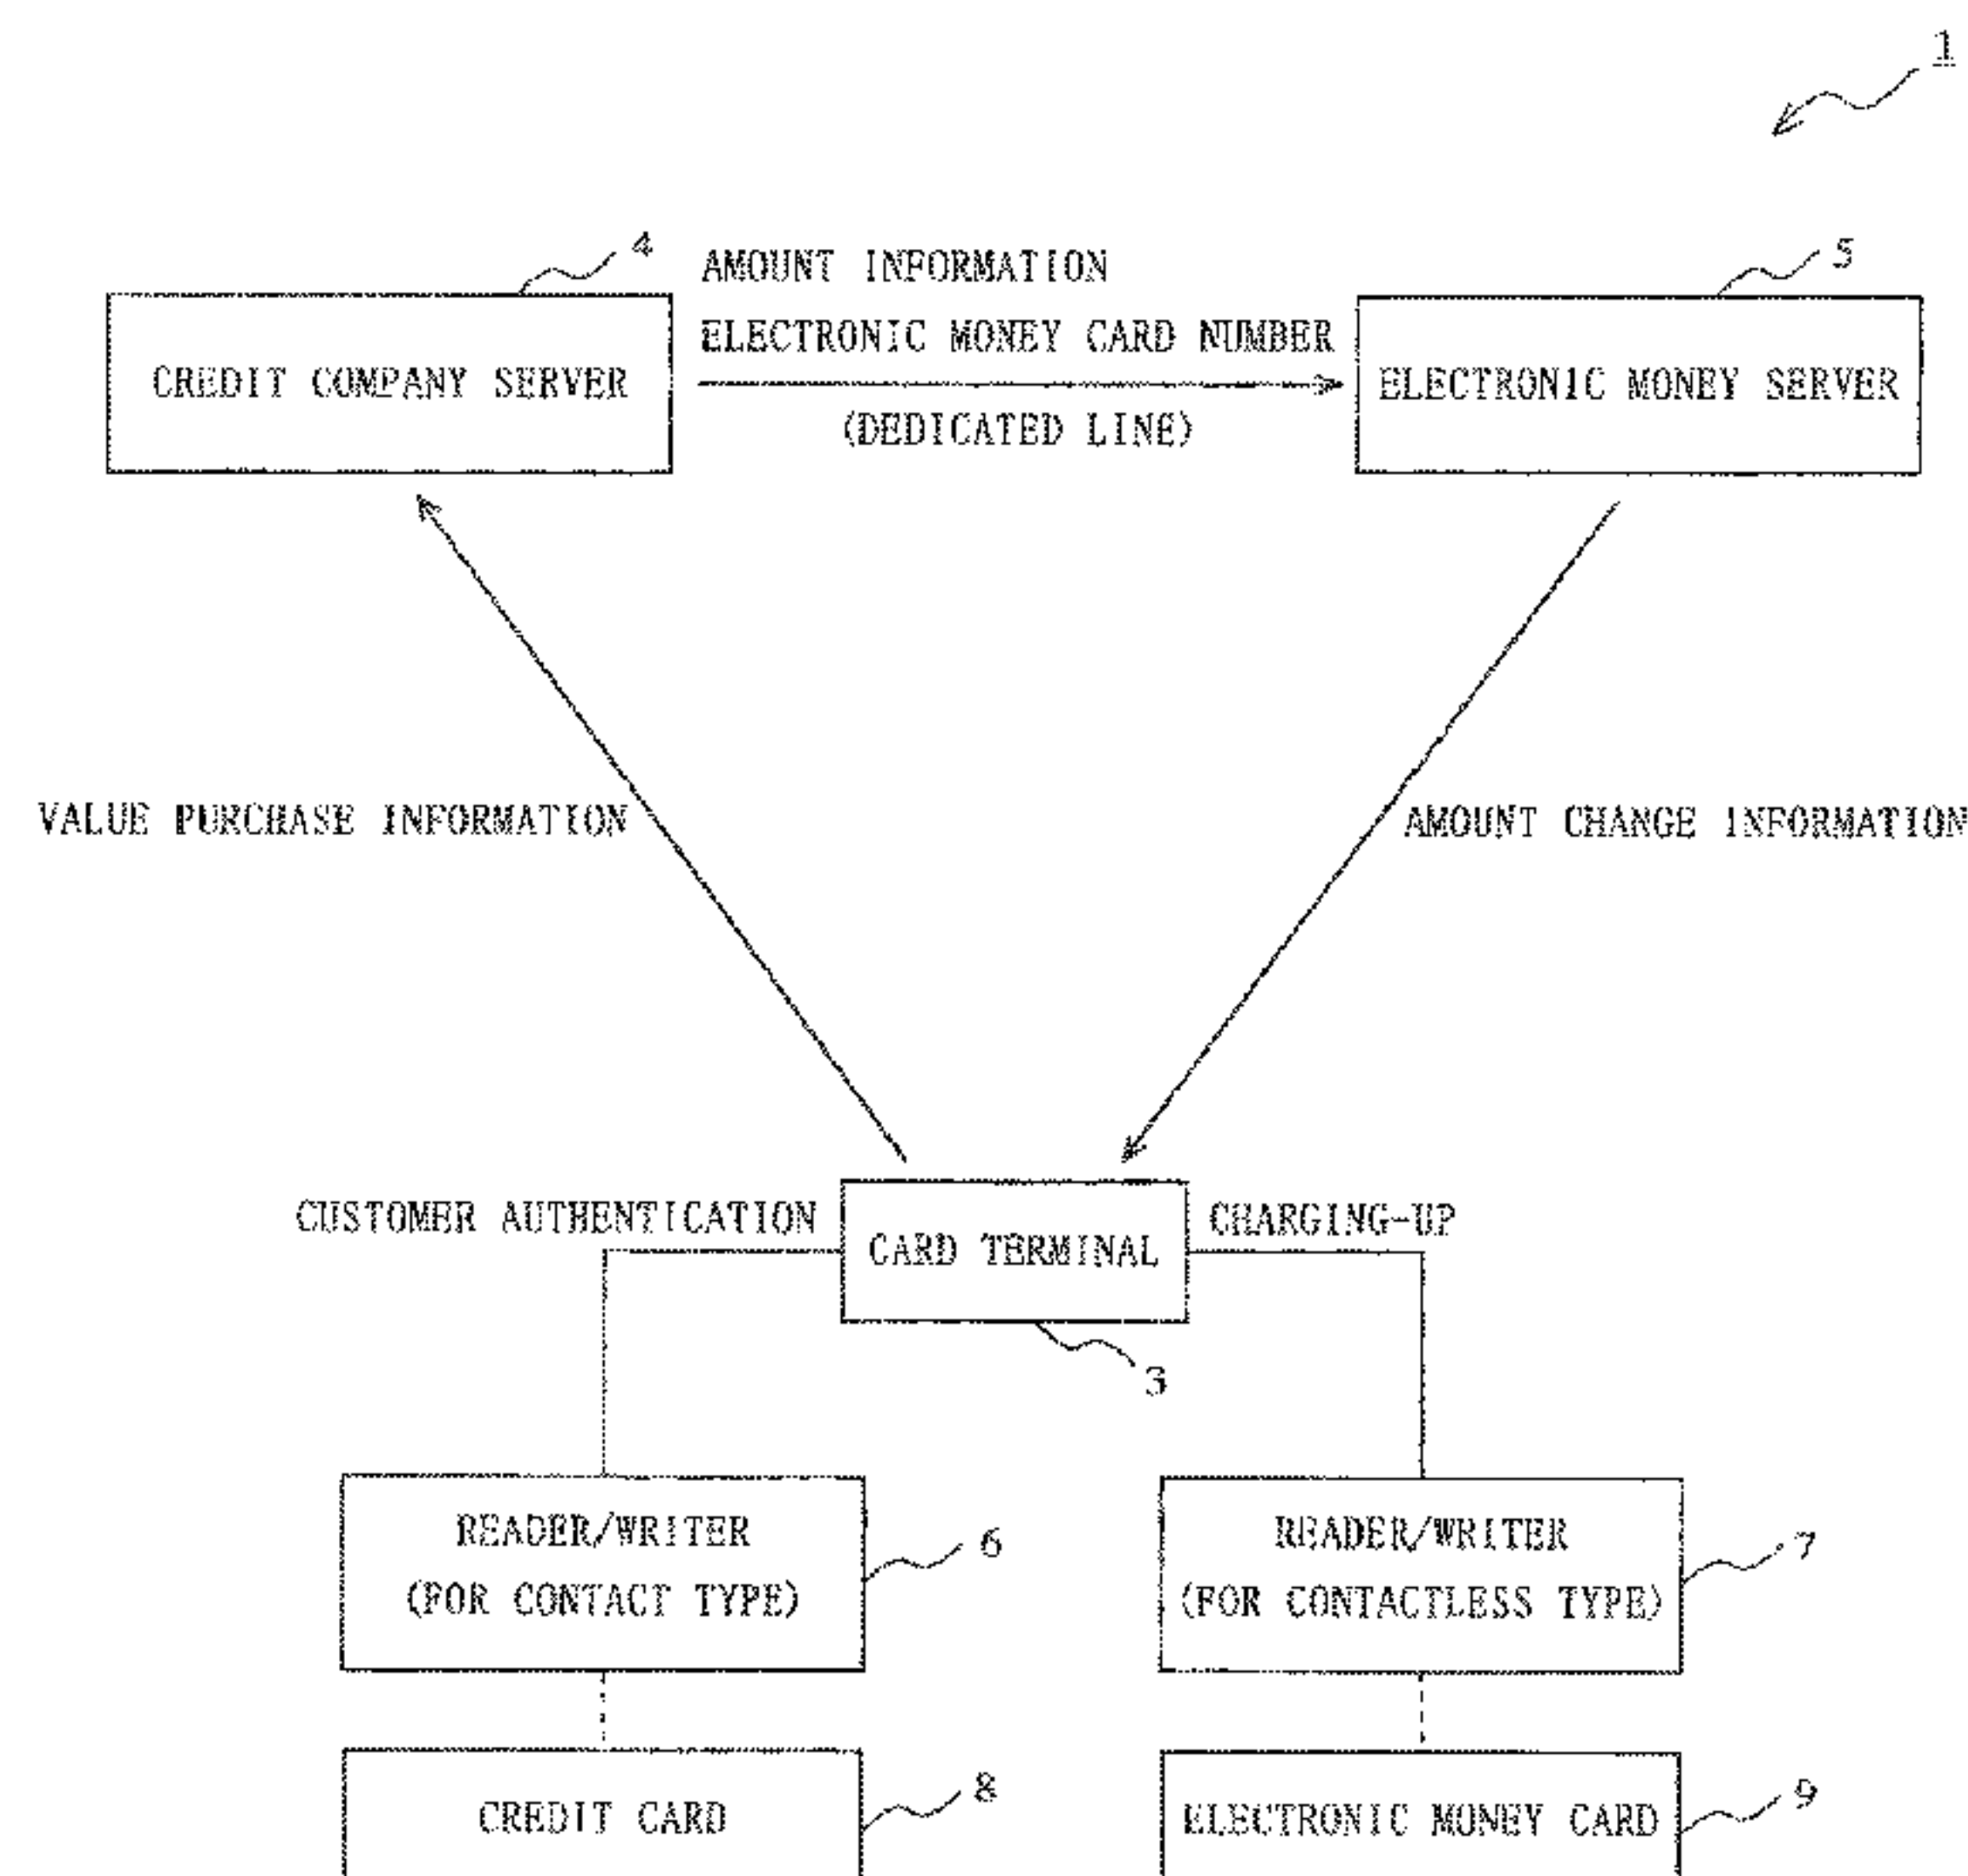 1
4
AMOUNT INFORMATION
5
ELECTRONIC MONEY CARD NUMBER
CREDIT COMPANY SERVER
ELECTRONIC MONEY SERVER
(DEDICATED LINE)
VALUE PURCHASE INFORMATION
AMOUNT CHANGE INFORMATION
CUSTOMER AUTHENTICATION
CHARGING-UP
CARD TERMINAL
3
READER/WRITER
(FOR CONTACT TYPE)
6
READER/WRITER
(FOR CONTACTLESS TYPE)
7
CREDIT CARD
8
ELECTRONIC MONEY CARD
9